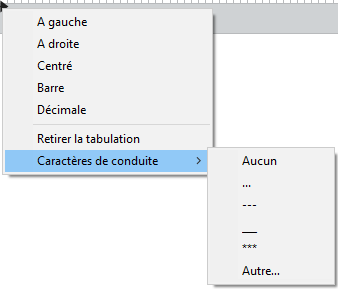 A gauche
A droite
Centré
Barre
Décimale
Retirer la tabulation
Caractères de conduite
Aucun
...
---
___
***
Autre...